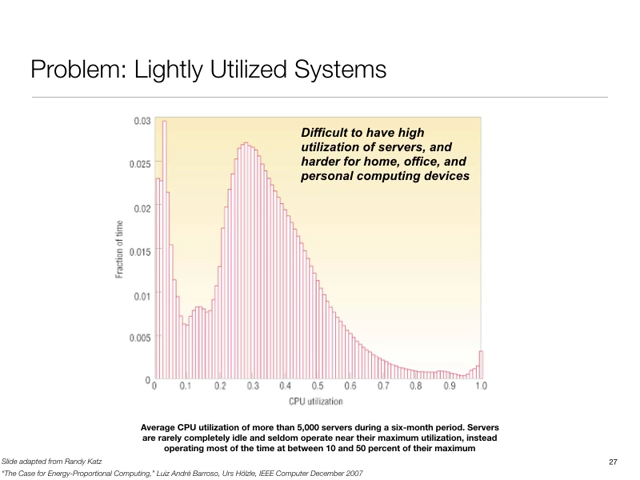 Problem: Lightly Utilized Systems
Difficult to have high
utilization of servers, and
harder for home, office, and
personal computing devices
0.03
0.025
0.02
0.015
0.01
0.005
0
Fraction of time
0 0.1 0.2 0.3 0.4 0.5 0.6 0.7 0.8 0.9 1.0
CPU utilization
Average CPU utilization of more than 5,000 servers during a six-month period. Servers
are rarely completely idle and seldom operate near their maximum utilization, instead
operating most of the time at between 10 and 50 percent of their maximum
Slide adapted from Randy Katz
27
"The Case for Energy-Proportional Computing," Luiz André Barroso, Urs Hölzle, IEEE Computer December 2007